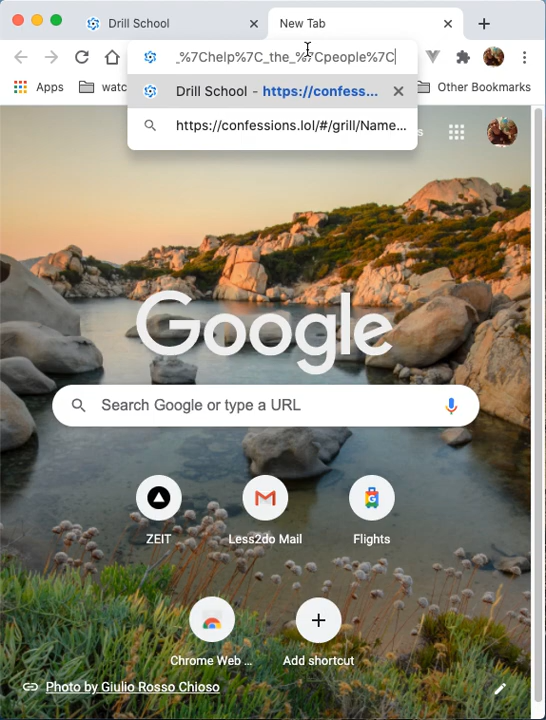 Drill School
New Tab
_%7Chelp%7C_the_%7Cpeople%7C
Apps
watc
Other Bookmarks
Drill School - https://confess...
https://confessions.lol/#/grill/Name...
s
Google
Search Google or type a URL
ZEIT
Less2do Mail
Flights
Chrome Web ...
Add shortcut
Photo by Giulio Rosso Chioso